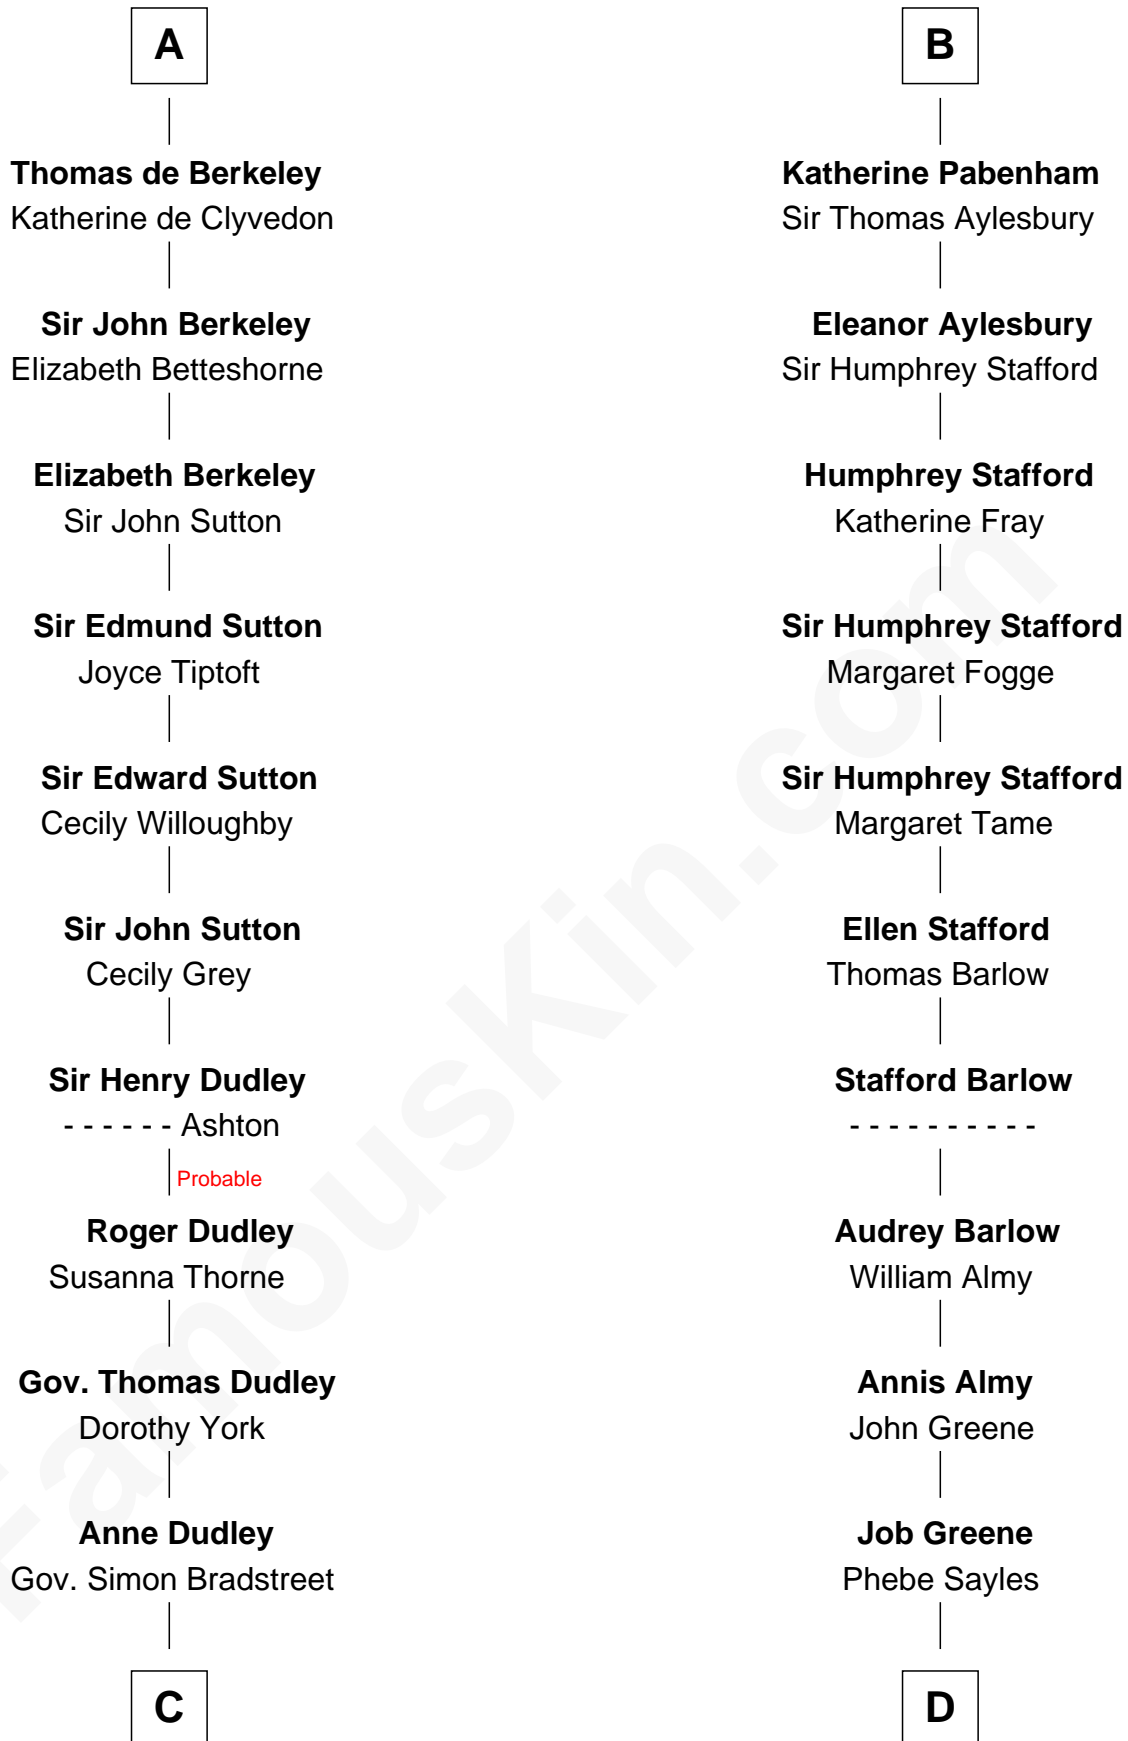 A
Thomas de Berkeley
Katherine de Clyvedon
Sir John Berkeley
Elizabeth Betteshorne
Elizabeth Berkeley
Sir John Sutton
Sir Edmund Sutton
Joyce Tiptoft
Sir Edward Sutton
Cecily Willoughby
Sir John Sutton
Cecily Grey
Sir Henry Dudley
- - - - - - Ashton
Probable
Roger Dudley
Susanna Thorne
Gov. Thomas Dudley
Dorothy York
Anne Dudley
Gov. Simon Bradstreet
C
B
Katherine Pabenham
Sir Thomas Aylesbury
Eleanor Aylesbury
Sir Humphrey Stafford
Humphrey Stafford
Katherine Fray
Sir Humphrey Stafford
Margaret Fogge
Sir Humphrey Stafford
Margaret Tame
Ellen Stafford
Thomas Barlow
Stafford Barlow
- - - - - - - - - -
Audrey Barlow
William Almy
Annis Almy
John Greene
Job Greene
Phebe Sayles
D
FamousKin.com